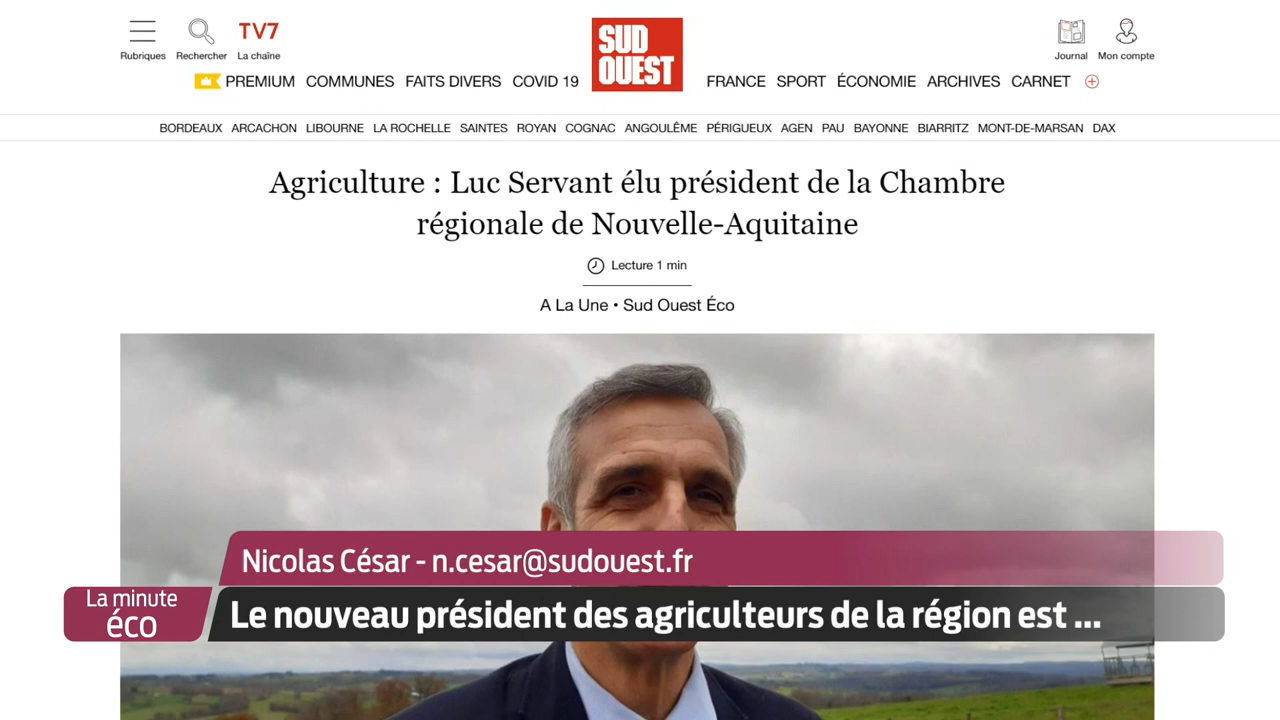 TV7
Rubriques Rechercher La chaîne
SUD
OUEST
Journal Mon compte
PREMIUM COMMUNES FAITS DIVERS COVID 19 FRANCE SPORT ÉCONOMIE ARCHIVES CARNET
BORDEAUX ARCACHON LIBOURNE LA ROCHELLE SAINTES ROYAN COGNAC ANGOULÊME PÉRIGUEUX AGEN PAU BAYONNE BIARRITZ MONT-DE-MARSAN DAX
Agriculture : Luc Servant élu président de la Chambre
régionale de Nouvelle-Aquitaine
Lecture 1 min
A La Une • Sud Ouest Éco
Nicolas César - n.cesar@sudouest.fr
La minute
éco
Le nouveau président des agriculteurs de la région est ...